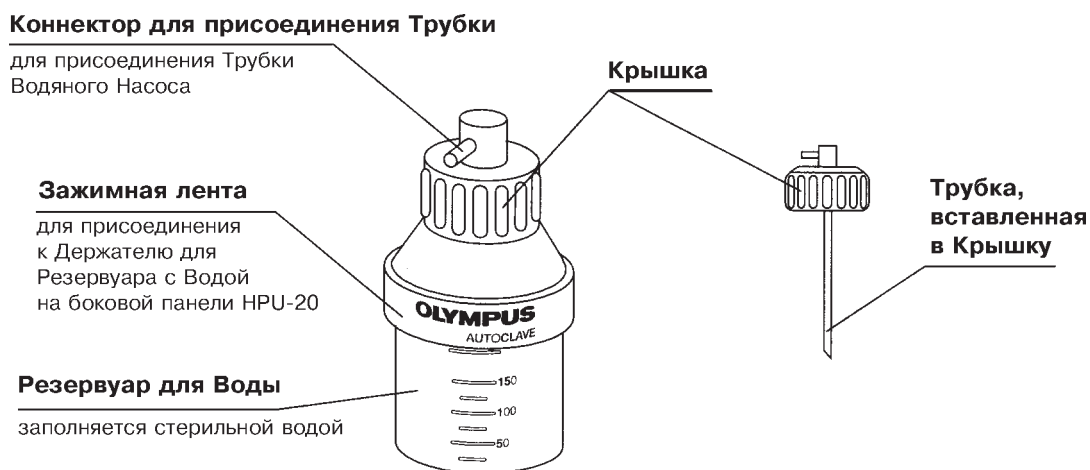 Коннектор для присоединения Трубки
для присоединения Трубки
Водяного Насоса
Крышка
Зажимная лента
для присоединения
к Держателю для
Резервуара с Водой
на боковой панели HPU-20
Трубка,
вставленная
в Крышку
OLYMPUS
AUTOCLAVE
150
100
50
Резервуар для Воды
заполняется стерильной водой